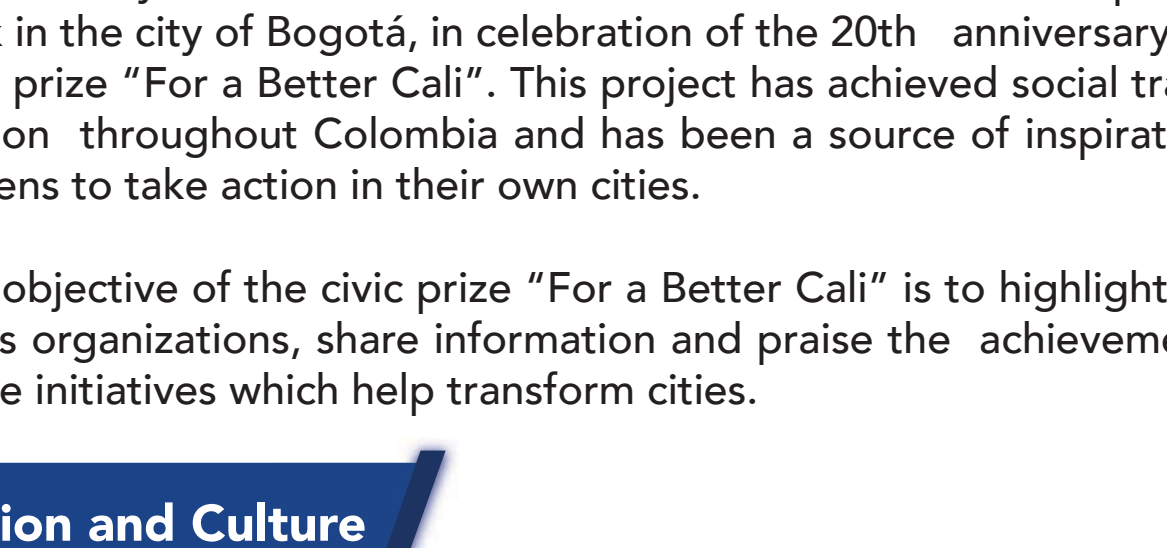 in the city of Bogotá, in celebration of the 20th anniversary
prize “For a Better Cali”. This project has achieved social tra
on throughout Colombia and has been a source of inspirat
ens to take action in their own cities.
objective of the civic prize “For a Better Cali” is to highlight
s organizations, share information and praise the achieveme
e initiatives which help transform cities.
ion and Culture